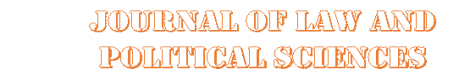 JOURNAL OF LAW AND
POLITICAL SCIENCES